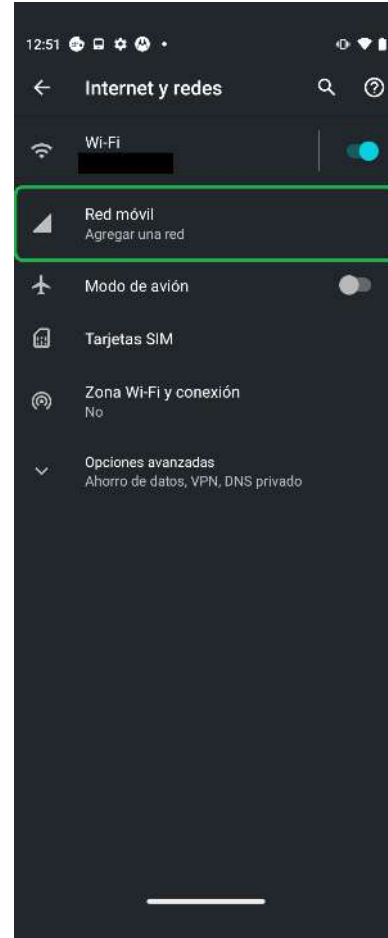 12:51
Internet y redes
Wi-Fi
Red móvil
Agregar una red
Modo de avión
Tarjetas SIM
Zona Wi-Fi y conexión
No
Opciones avanzadas
Ahorro de datos, VPN, DNS privado